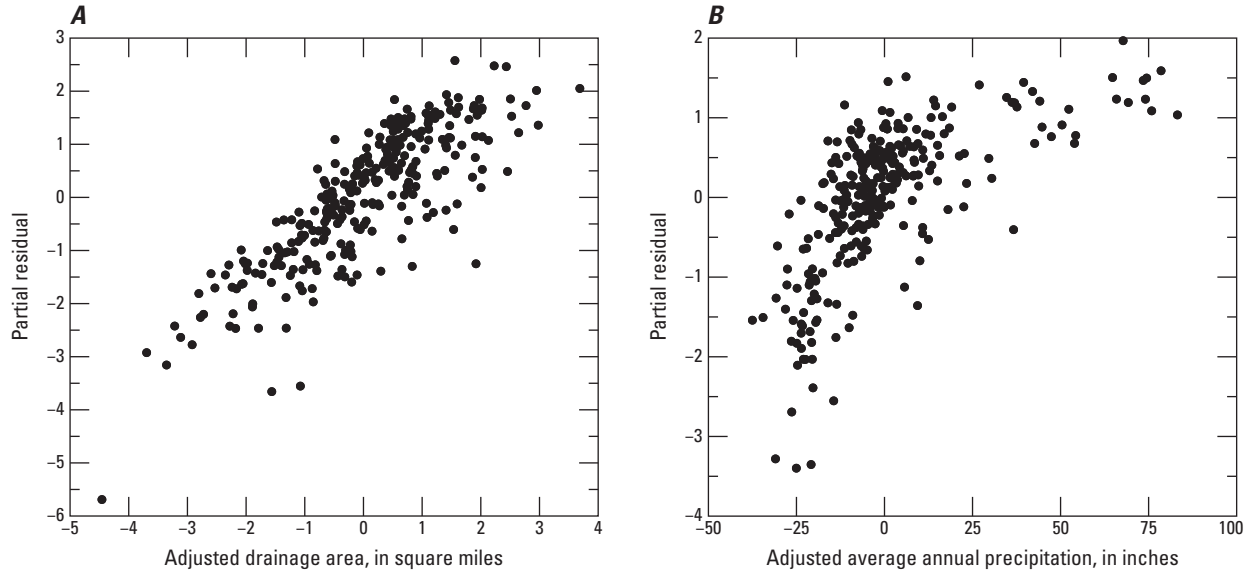 A
3
2
1
0
−1
−2
−3
−4
−5
−6
Partial residual
−5 −4 −3 −2 −1 0 1 2 3 4
Adjusted drainage area, in square miles
B
2
1
0
−1
−2
−3
−4
Partial residual
−50 −25 0 25 50 75 100
Adjusted average annual precipitation, in inches